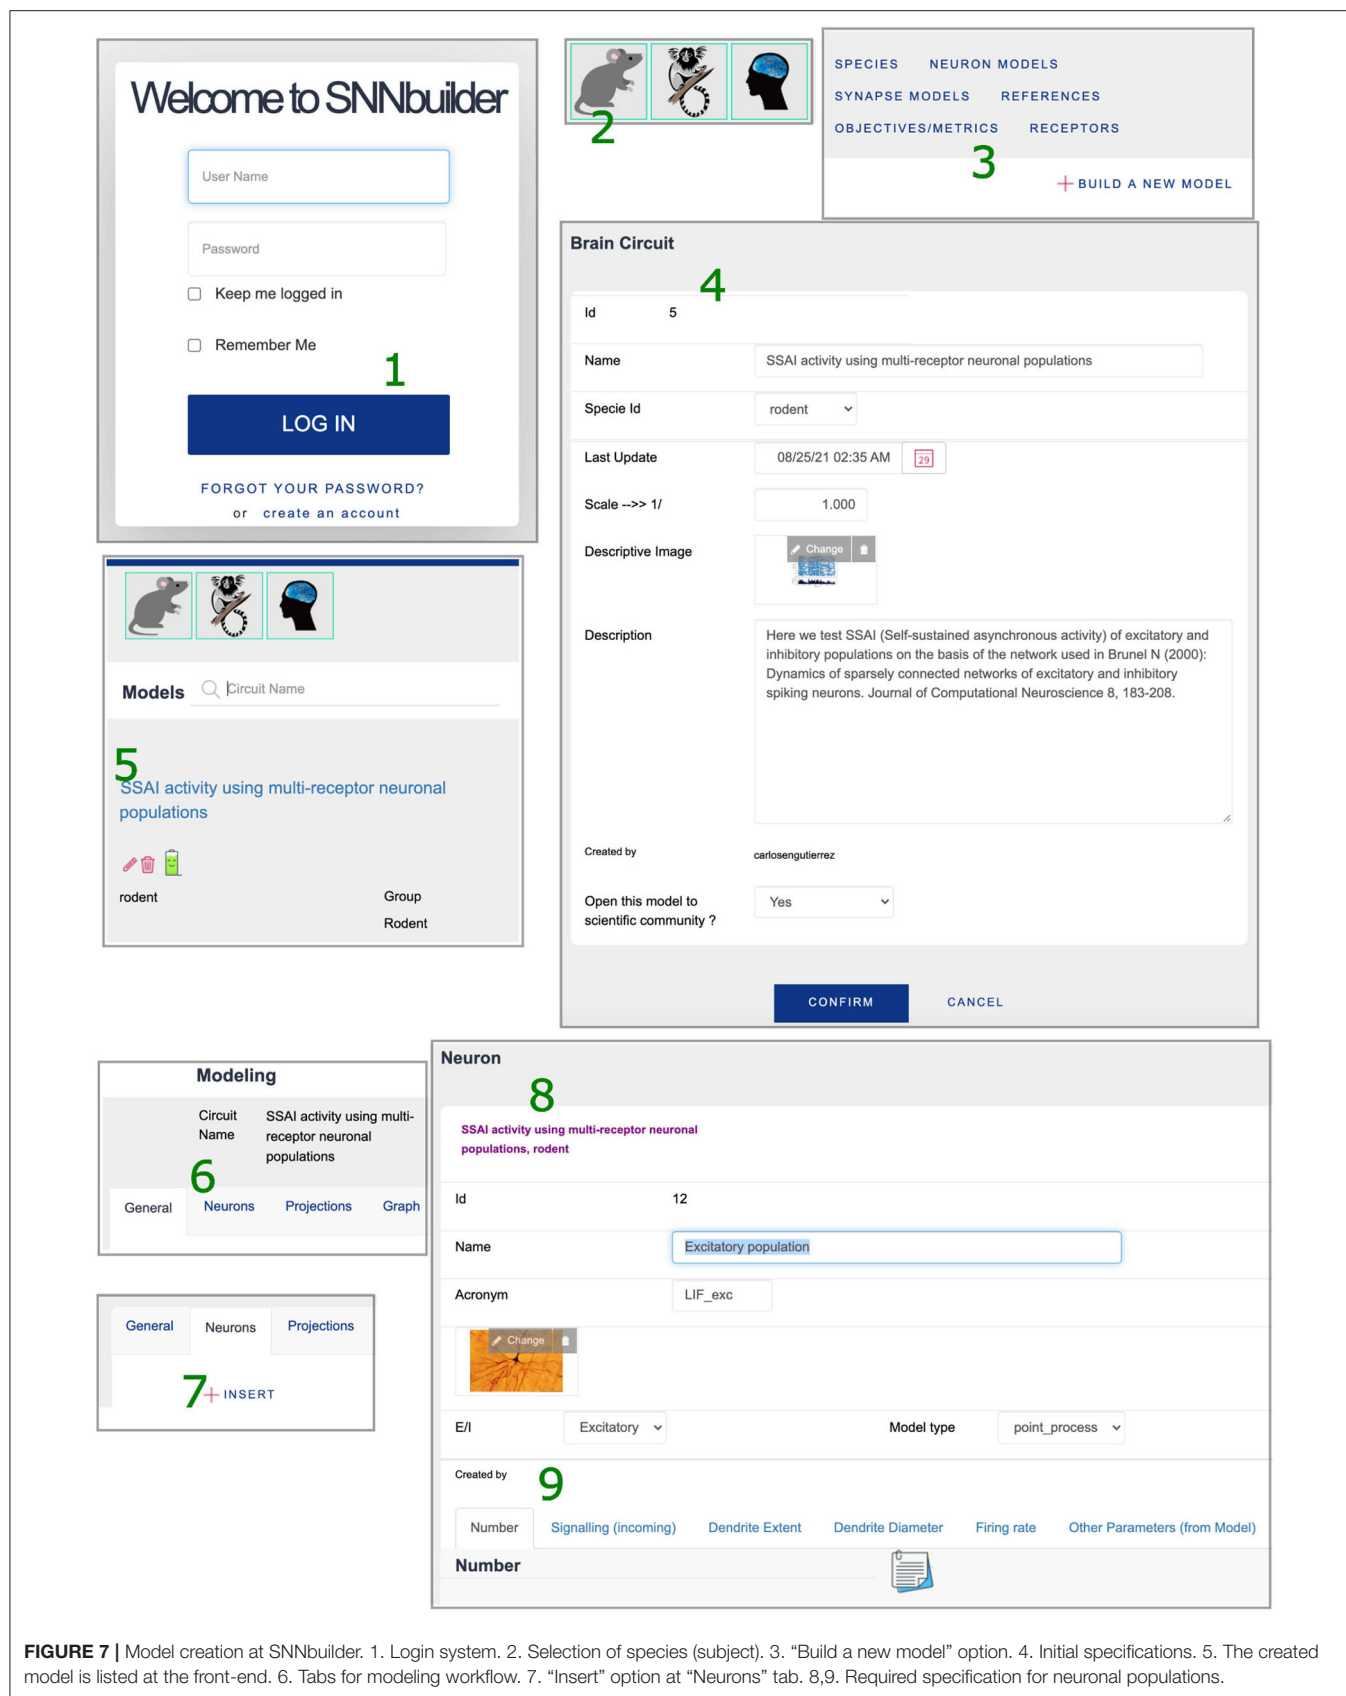 Welcome to SNNbuilder
User Name
Password
Keep me logged in
Remember Me
1
LOG IN
FORGOT YOUR PASSWORD?
or create an account
2
SPECIES NEURON MODELS
SYNAPSE MODELS REFERENCES
OBJECTIVES/METRICS RECEPTORS
3
BUILD A NEW MODEL
Brain Circuit
4
Id 5
Name SSAI activity using multi-receptor neuronal populations
Specie Id rodent
Last Update 08/25/21 02:35 AM 29
Scale -->> 1/ 1.000
Descriptive Image Change
Description Here we test SSAI (Self-sustained asynchronous activity) of excitatory and
inhibitory populations on the basis of the network used in Brunel N (2000):
Dynamics of sparsely connected networks of excitatory and inhibitory
spiking neurons. Journal of Computational Neuroscience 8, 183-208.
Created by carlosengutierrez
Open this model to
scientific community ? Yes
CONFIRM CANCEL
Models Circuit Name
5
SSAI activity using multi-receptor neuronal
populations
rodent Group
Rodent
Modeling
Circuit Name SSAI activity using multi-
receptor neuronal
populations
6
General Neurons Projections Graph
General Neurons Projections
7
INSERT
Neuron
8
SSAI activity using multi-receptor neuronal
populations, rodent
Id 12
Name Excitatory population
Acronym LIF_exc
Change
E/I Excitatory Model type point_process
Created by
9
Number Signalling (incoming) Dendrite Extent Dendrite Diameter Firing rate Other Parameters (from Model)
Number
FIGURE 7 | Model creation at SNNbuilder. 1. Login system. 2. Selection of species (subject). 3. “Build a new model” option. 4. Initial specifications. 5. The created
model is listed at the front-end. 6. Tabs for modeling workflow. 7. “Insert” option at “Neurons” tab. 8,9. Required specification for neuronal populations.